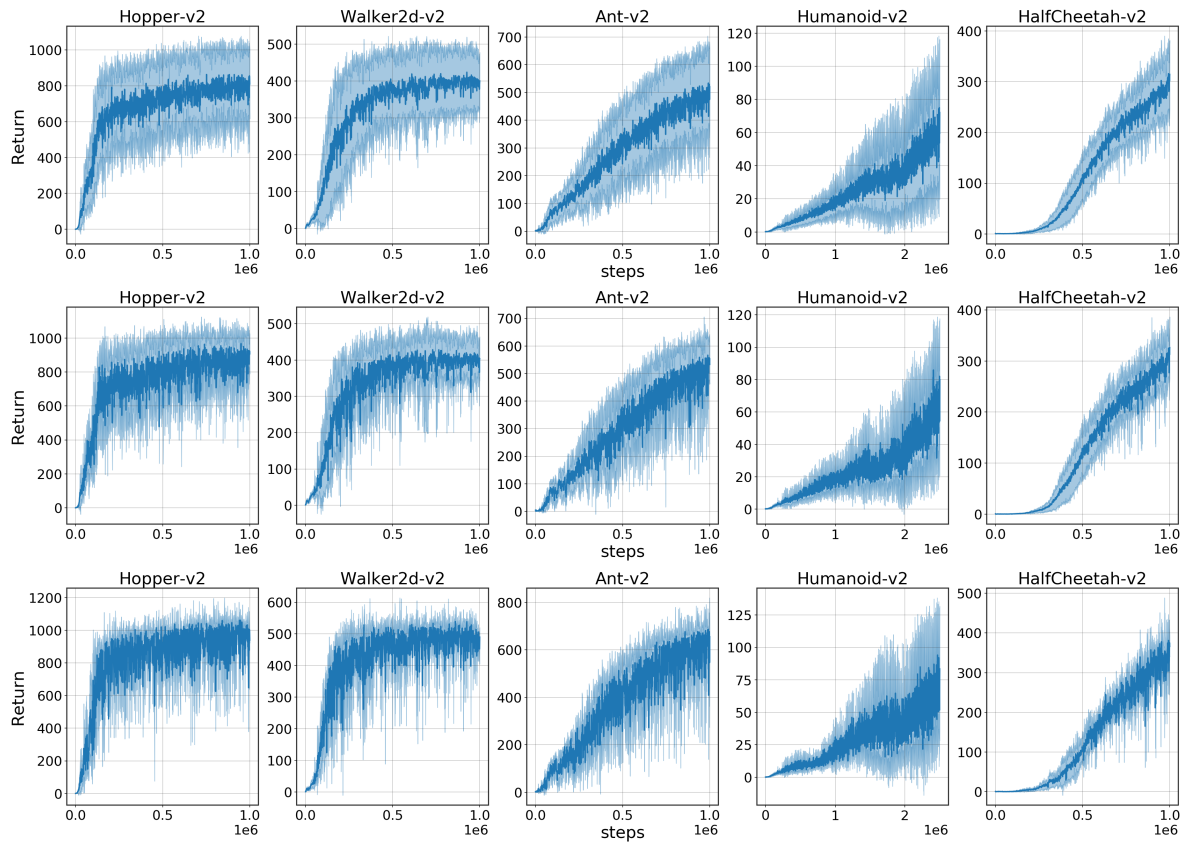 Hopper-v2 Walker2d-v2 Ant-v2 Humanoid-v2 HalfCheetah-v2
1000 500 700 120 400
800 400 600 100 300
600 300 500 80 200
400 200 400 60 100
200 100 300 40 0
0 0 200 20
100 0
0
Return
0.0 0.5 1.0 0.0 0.5 1.0 0.0 0.5 1.0 0 1 2 0.0 0.5 1.0
1e6 1e6 steps 1e6 1e6 1e6
Hopper-v2 Walker2d-v2 Ant-v2 Humanoid-v2 HalfCheetah-v2
1000 500 700 120 400
800 400 600 100 300
600 300 500 80 200
400 200 400 60 100
200 100 300 40 0
0 0 200 20
100 0
0
Return
0.0 0.5 1.0 0.0 0.5 1.0 0.0 0.5 1.0 0 1 2 0.0 0.5 1.0
1e6 1e6 steps 1e6 1e6 1e6
Hopper-v2 Walker2d-v2 Ant-v2 Humanoid-v2 HalfCheetah-v2
1200 600 800 125 500
1000 500 600 100 400
800 400 400 75 300
600 300 200 50 200
400 200 0 25 100
200 100 0 0
0 0
Return
0.0 0.5 1.0 0.0 0.5 1.0 0.0 0.5 1.0 0 1 2 0.0 0.5 1.0
1e6 1e6 steps 1e6 1e6 1e6